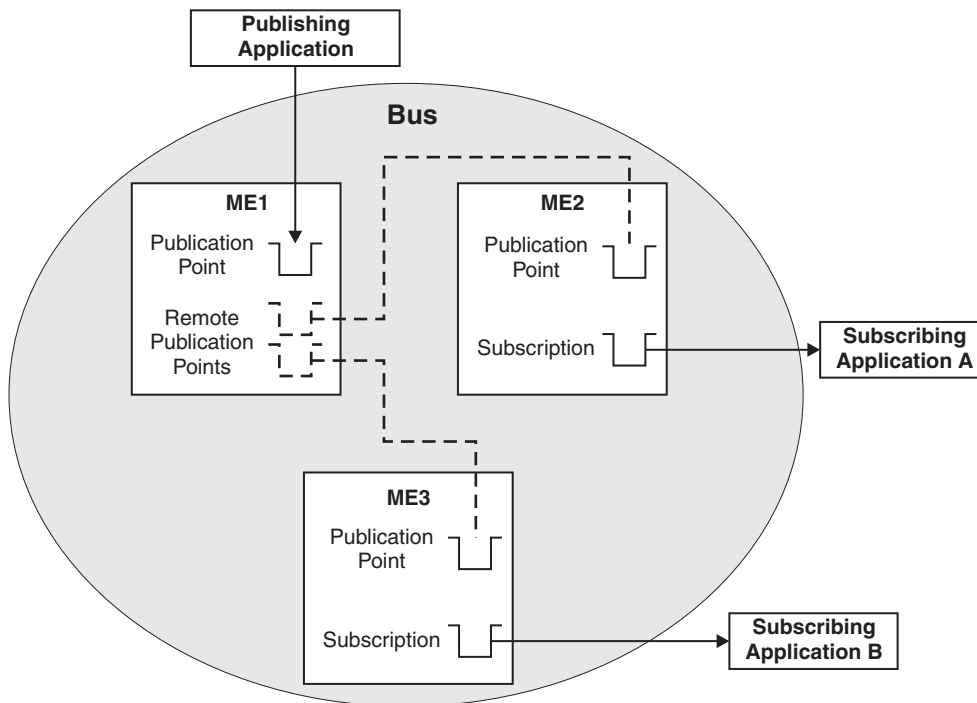 Publishing
Application
Bus
ME1
Publication
Point
Remote
Publication
Points
ME2
Publication
Point
Subscription
Subscribing
Application A
ME3
Publication
Point
Subscription
Subscribing
Application B